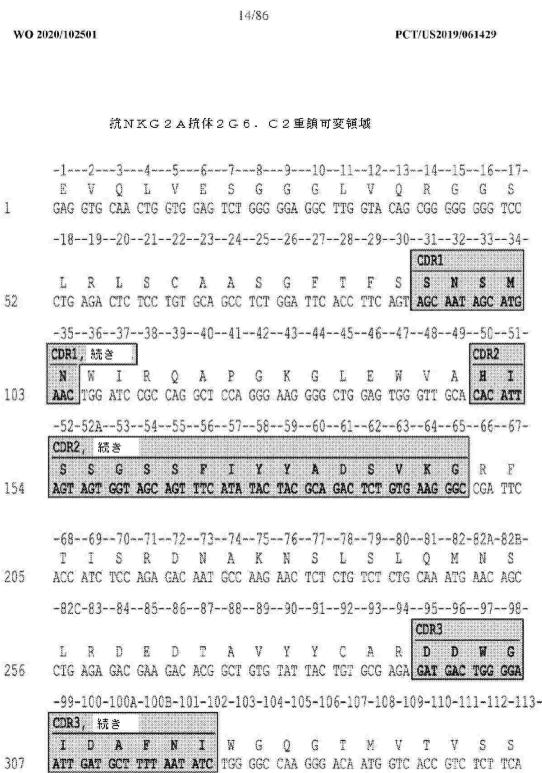 14/86
WO 2020/102501 PCT/US2019/061429
抗NKG2A抗体2G6.C2重鎖可変領域
-1---2---3---4---5---6---7---8---9---10--11--12--13--14--15--16--17-
E V Q L V E S G G G L V Q R G G S
1 GAG GTG CAA CTG GTG GAG TCT GGG GGA GGC TTG GTA CAG CGG GGG GGG TCC
-18--19--20--21--22--23--24--25--26--27--28--29--30--31--32--33--34-
CDR1
L R L S C A A S G F T F S S N S M
52 CTG AGA CTC TCC TGT GCA GCC TCT GGA TTC ACC TTC AGT AGC AAT AGC ATG
-35--36--37--38--39--40--41--42--43--44--45--46--47--48--49--50--51-
CDR1, 続き CDR2
N W I R Q A P G K G L E W V A H I
103 AAC TGG ATC CGC CAG GCT CCA GGG AAG GGG CTG GAG TGG GTT GCA CAC ATT
-52-52A--53--54--55--56--57--58--59--60--61--62--63--64--65--66--67-
CDR2, 続き
S S G S S F I Y Y A D S V K G R F
154 AGT AGT GGT AGC AGT TTC ATA TAC TAC GCA GAC TCT GTG AAG GGC CGA TTC
-68--69--70--71--72--73--74--75--76--77--78--79--80--81--82-82A-82B-
T I S R D N A K N S L S L Q M N S
205 ACC ATC TCC AGA GAC AAT GCC AAG AAC TCT CTG TCT CTG CAA ATG AAC AGC
-82C-83--84--85--86--87--88--89--90--91--92--93--94--95--96--97--98-
CDR3
L R D E D T A V Y Y C A R D D W G
256 CTG AGA GAC GAA GAC ACG GCT GTG TAT TAC TGT GCG AGA GAT GAC TGG GGA
-99-100-100A-100B-101-102-103-104-105-106-107-108-109-110-111-112-113-
CDR3, 続き
I D A F N I W G Q G T M V T V S S
307 ATT GAT GCT TTT AAT ATC TGG GGC CAA GGG ACA ATG GTC ACC GTC TCT TCA